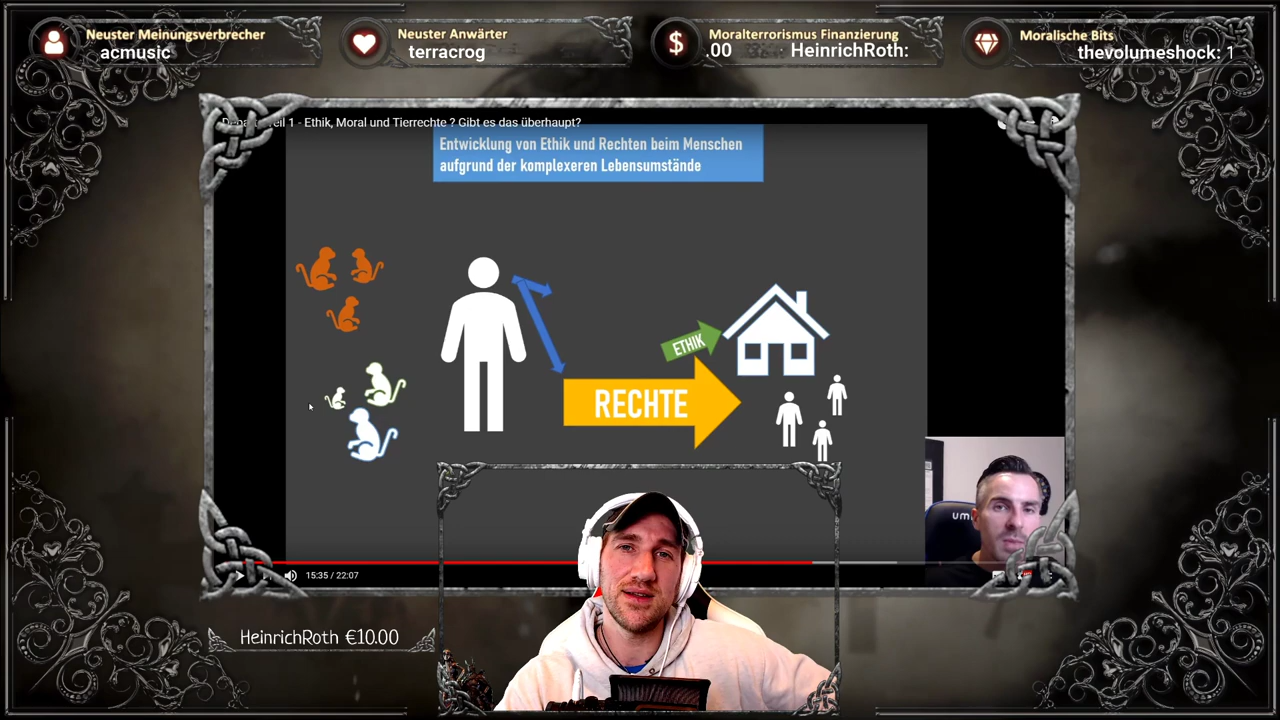 Neuster Meinungsverbrecher
acmusic
Neuster Anwärter
terracrog
$
Moralterrorismus Finanzierung
.00 HeinrichRoth:
Moralische Bits
thevolumeshock: 1
Teil 1 - Ethik, Moral und Tierrechte ? Gibt es das überhaupt?
Entwicklung von Ethik und Rechten beim Menschen
aufgrund der komplexeren Lebensumstände
ETHIK
RECHTE
15:35 / 22:07
HeinrichRoth €10.00